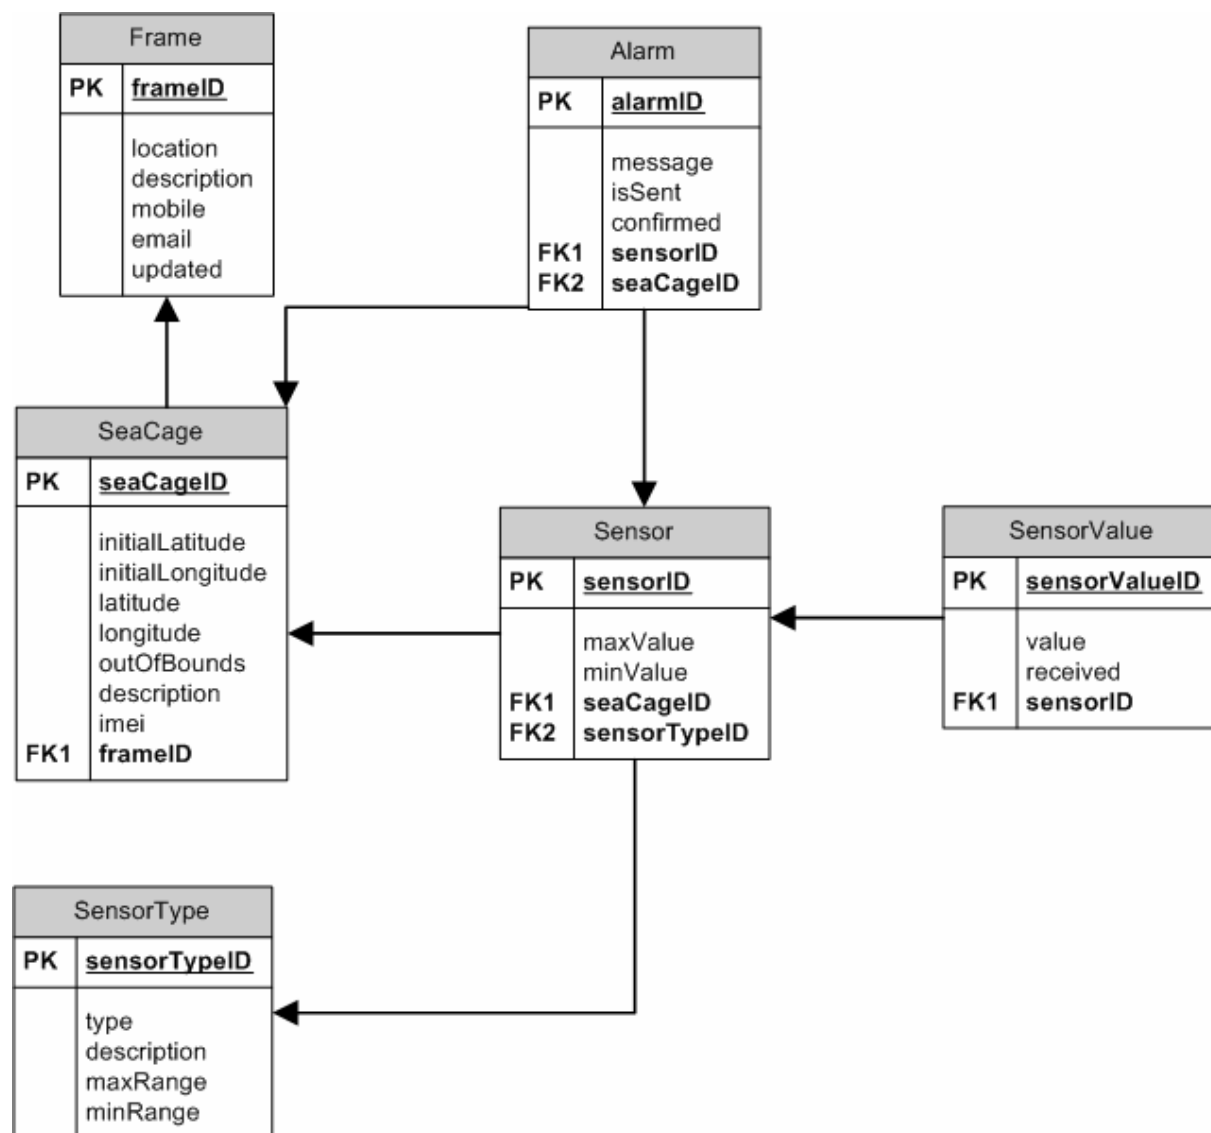 Frame
PK frameID
location
description
mobile
email
updated
Alarm
PK alarmID
message
isSent
confirmed
FK1 sensorID
FK2 seaCageID
SeaCage
PK seaCageID
initialLatitude
initialLongitude
latitude
longitude
outOfBounds
description
imei
FK1 frameID
Sensor
PK sensorID
maxValue
minValue
FK1 seaCageID
FK2 sensorTypeID
SensorValue
PK sensorValueID
value
received
FK1 sensorID
SensorType
PK sensorTypeID
type
description
maxRange
minRange